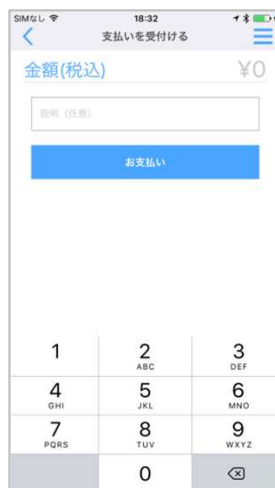 SIMなし 18:32
支払いを受付ける
金額(税込) ¥0
説明（任意）
お支払い
1 2 3
ABC DEF
4 5 6
GHI JKL MNO
7 8 9
PQRS TUV WXYZ
0